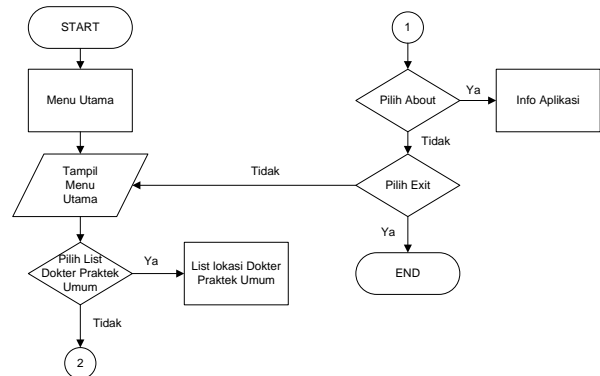 START
Menu Utama
Tampil
Menu
Utama
Pilih List
Dokter Praktek
Umum
Ya
List lokasi Dokter
Praktek Umum
Tidak
2
1
Pilih About
Ya
Info Aplikasi
Tidak
Pilih Exit
Tidak
Ya
END